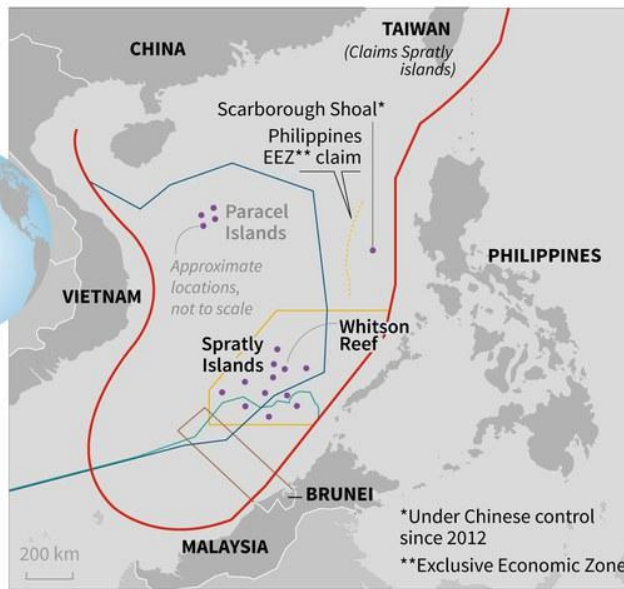 CHINA
TAIWAN
(Claims Spratly
islands)
Scarborough Shoal*
Philippines
EEZ** claim
Paracel
Islands
Approximate
locations,
not to scale
VIETNAM
PHILIPPINES
Spratly
Islands
Whitson
Reef
BRUNEI
MALAYSIA
*Under Chinese control
since 2012
**Exclusive Economic Zone
200 km